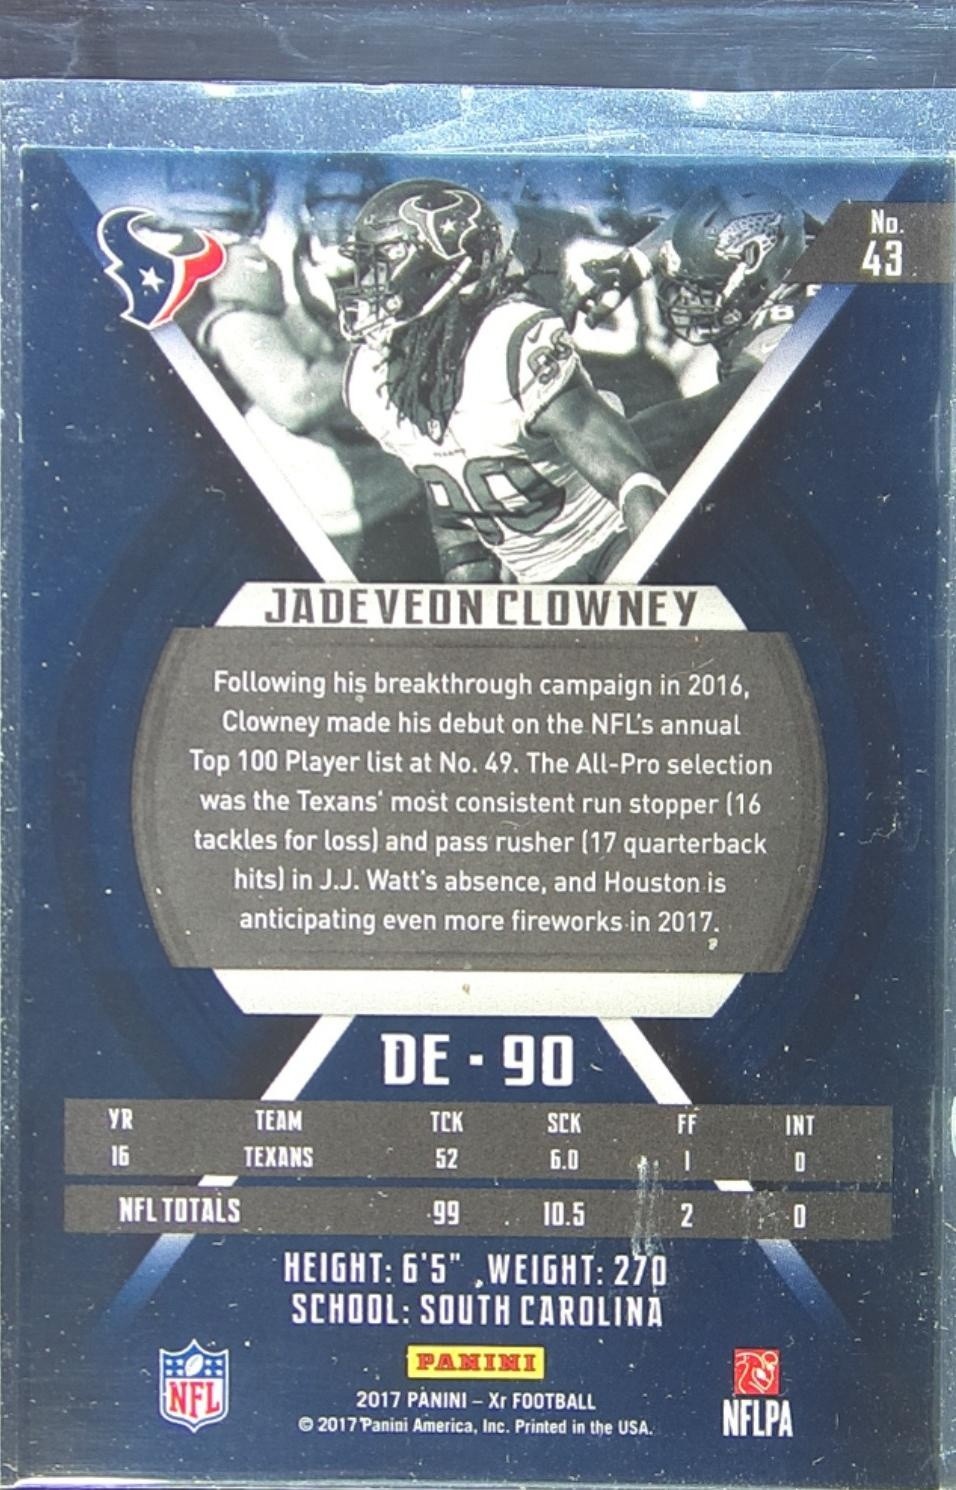 No.
43
78
90
90
JADEVEON CLOWNEY
Following his breakthrough campaign in 2016,
Clowney made his debut on the NFL's annual
Top 100 Player list at No. 49. The All-Pro selection
was the Texans' most consistent run stopper (16
tackles for loss) and pass rusher (17 quarterback
hits) in J.J. Watt's absence, and Houston is
anticipating even more fireworks in 2017.
DE - 90
YR TEAM TCK SCK FF INT
16 TEXANS 52 6.0 1 0
NFL TOTALS 99 10.5 2 0
HEIGHT: 6'5" WEIGHT: 270
SCHOOL: SOUTH CAROLINA
NFL
PANINI
2017 PANINI – Xr FOOTBALL
© 2017 Panini America, Inc. Printed in the USA.
NFLPA